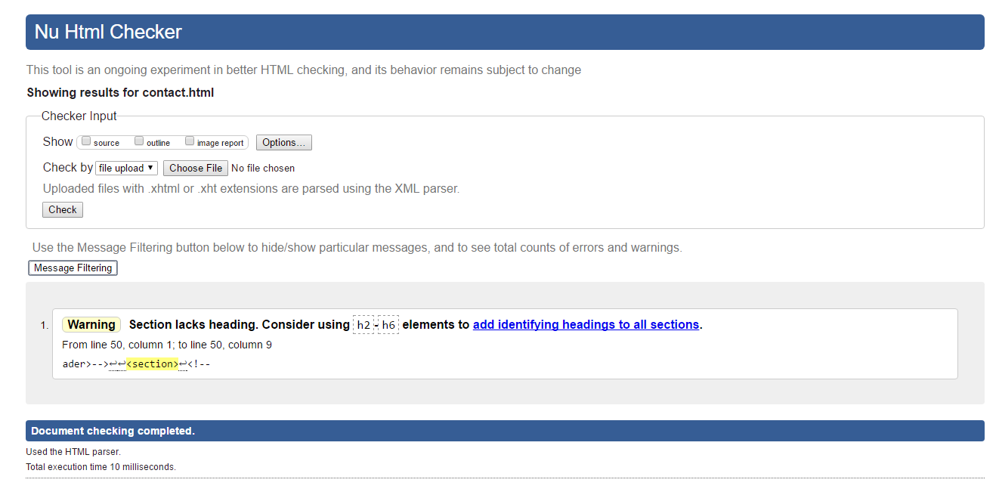 Nu Html Checker
This tool is an ongoing experiment in better HTML checking, and its behavior remains subject to change
Showing results for contact.html
Checker Input
Show source outline image report Options...
Check by file upload ▼ Choose File No file chosen
Uploaded files with .xhtml or .xht extensions are parsed using the XML parser.
Check
Use the Message Filtering button below to hide/show particular messages, and to see total counts of errors and warnings.
Message Filtering
1. Warning Section lacks heading. Consider using h2-h6 elements to add identifying headings to all sections.
From line 50, column 1; to line 50, column 9
ader>-->↩↩<section>↩<!--
Document checking completed.
Used the HTML parser.
Total execution time 10 milliseconds.